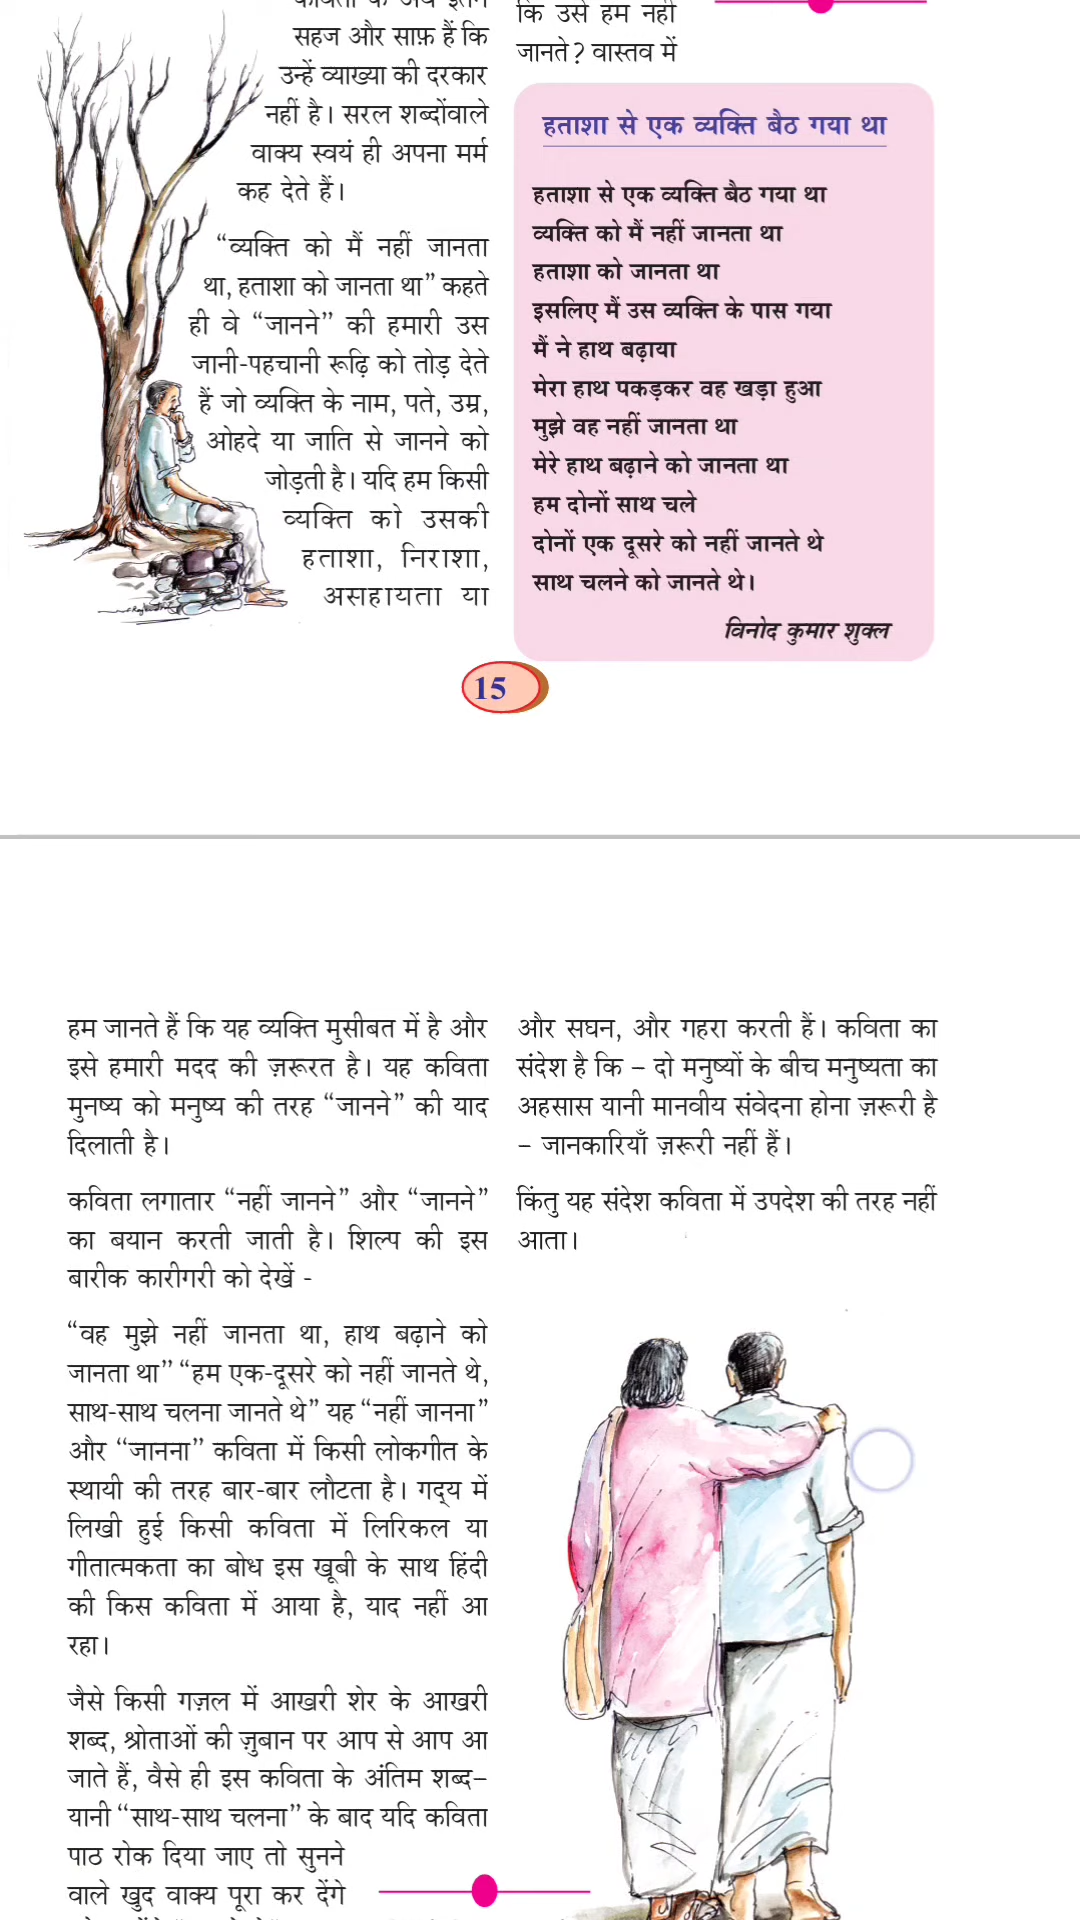 सहज और साफ़ हैं कि
उन्हें व्याख्या की दरकार
नहीं है। सरल शब्दोंवाले
वाक्य स्वयं ही अपना मर्म
कह देते हैं।
“व्यक्ति को मैं नहीं जानता
था, हताशा को जानता था” कहते
ही वे “जानने” की हमारी उस
जानी-पहचानी रूढ़ि को तोड़ देते
हैं जो व्यक्ति के नाम, पते, उम्र,
ओहदे या जाति से जानने को
जोड़ती है। यदि हम किसी
व्यक्ति को उसकी
हताशा, निराशा,
असहायता या
कि उसे हम नहीं
जानते? वास्तव में
हताशा से एक व्यक्ति बैठ गया था
हताशा से एक व्यक्ति बैठ गया था
व्यक्ति को मैं नहीं जानता था
हताशा को जानता था
इसलिए मैं उस व्यक्ति के पास गया
मैं ने हाथ बढ़ाया
मेरा हाथ पकड़कर वह खड़ा हुआ
मुझे वह नहीं जानता था
मेरे हाथ बढ़ाने को जानता था
हम दोनों साथ चले
दोनों एक दूसरे को नहीं जानते थे
साथ चलने को जानते थे।
विनोद कुमार शुक्ल
15
हम जानते हैं कि यह व्यक्ति मुसीबत में है और
इसे हमारी मदद की ज़रूरत है। यह कविता
मुनष्य को मनुष्य की तरह “जानने” की याद
दिलाती है।
कविता लगातार “नहीं जानने” और “जानने”
का बयान करती जाती है। शिल्प की इस
बारीक कारीगरी को देखें -
“वह मुझे नहीं जानता था, हाथ बढ़ाने को
जानता था” “हम एक-दूसरे को नहीं जानते थे,
साथ-साथ चलना जानते थे” यह “नहीं जानना”
और “जानना” कविता में किसी लोकगीत के
स्थायी की तरह बार-बार लौटता है। गद्‌य में
लिखी हुई किसी कविता में लिरिकल या
गीतात्मकता का बोध इस खूबी के साथ हिंदी
की किस कविता में आया है, याद नहीं आ
रहा।
जैसे किसी गज़ल में आखरी शेर के आखरी
शब्द, श्रोताओं की ज़ुबान पर आप से आप आ
जाते हैं, वैसे ही इस कविता के अंतिम शब्द–
यानी “साथ-साथ चलना” के बाद यदि कविता
पाठ रोक दिया जाए तो सुनने
वाले खुद वाक्य पूरा कर देंगे
और सघन, और गहरा करती हैं। कविता का
संदेश है कि – दो मनुष्यों के बीच मनुष्यता का
अहसास यानी मानवीय संवेदना होना ज़रूरी है
– जानकारियाँ ज़रूरी नहीं हैं।
किंतु यह संदेश कविता में उपदेश की तरह नहीं
आता।